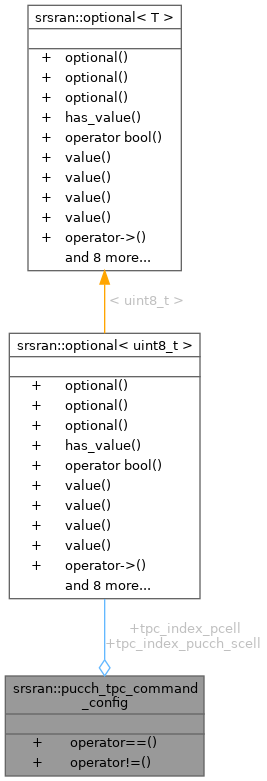 srsran::optional< T >
+ optional()
+ optional()
+ optional()
+ has_value()
+ operator bool()
+ value()
+ value()
+ value()
+ value()
+ operator->()
and 8 more...
< uint8_t >
srsran::optional< uint8_t >
+ optional()
+ optional()
+ optional()
+ has_value()
+ operator bool()
+ value()
+ value()
+ value()
+ value()
+ operator->()
and 8 more...
+tpc_index_pcell
+tpc_index_pucch_scell
srsran::pucch_tpc_command
_config
+ operator==()
+ operator!=()